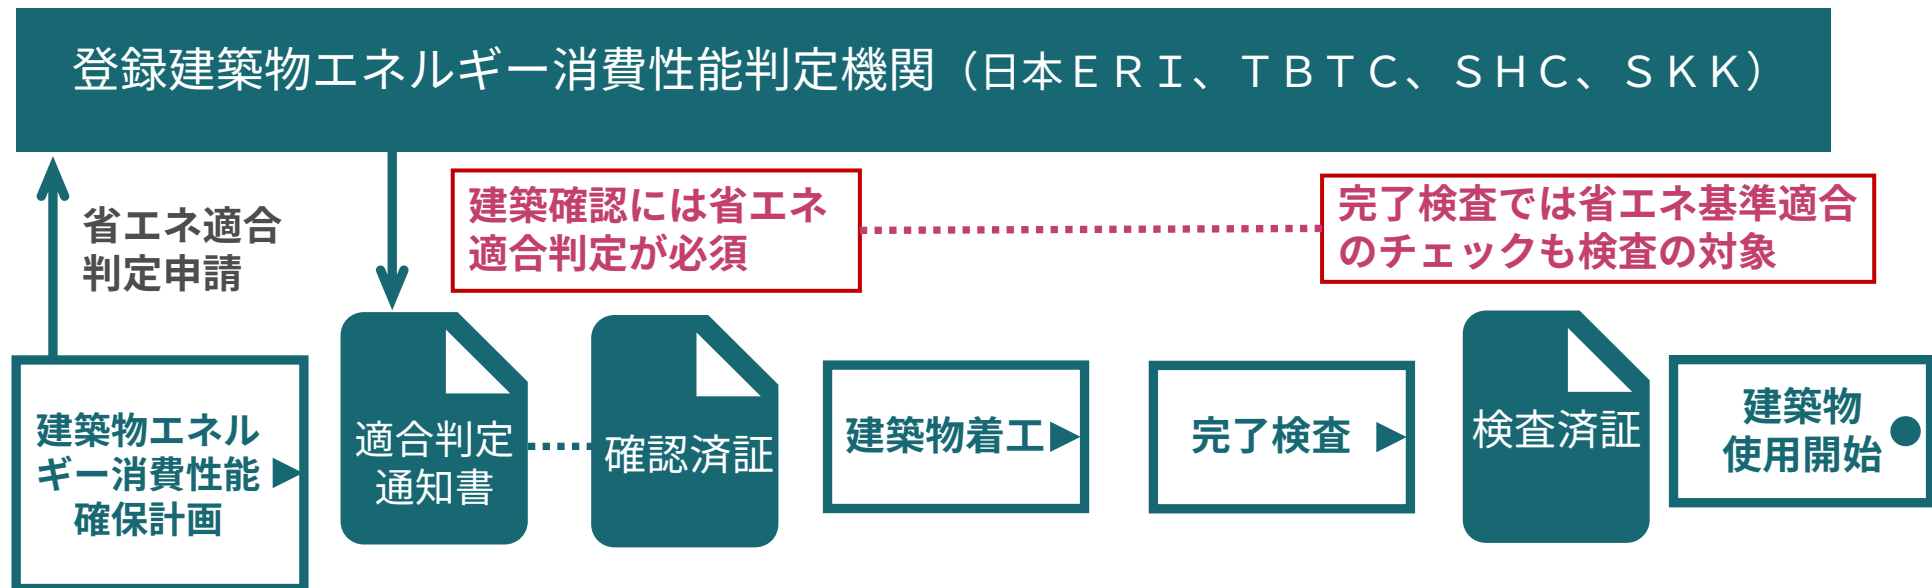 登録建築物エネルギー消費性能判定機関（日本ＥＲＩ、ＴＢＴＣ、ＳＨＣ、ＳＫＫ）
省エネ適合
判定申請
建築確認には省エネ
適合判定が必須
完了検査では省エネ基準適合
のチェックも検査の対象
建築物エネル
ギー消費性能
確保計画
適合判定
通知書
確認済証
建築物着工
完了検査
検査済証
建築物
使用開始